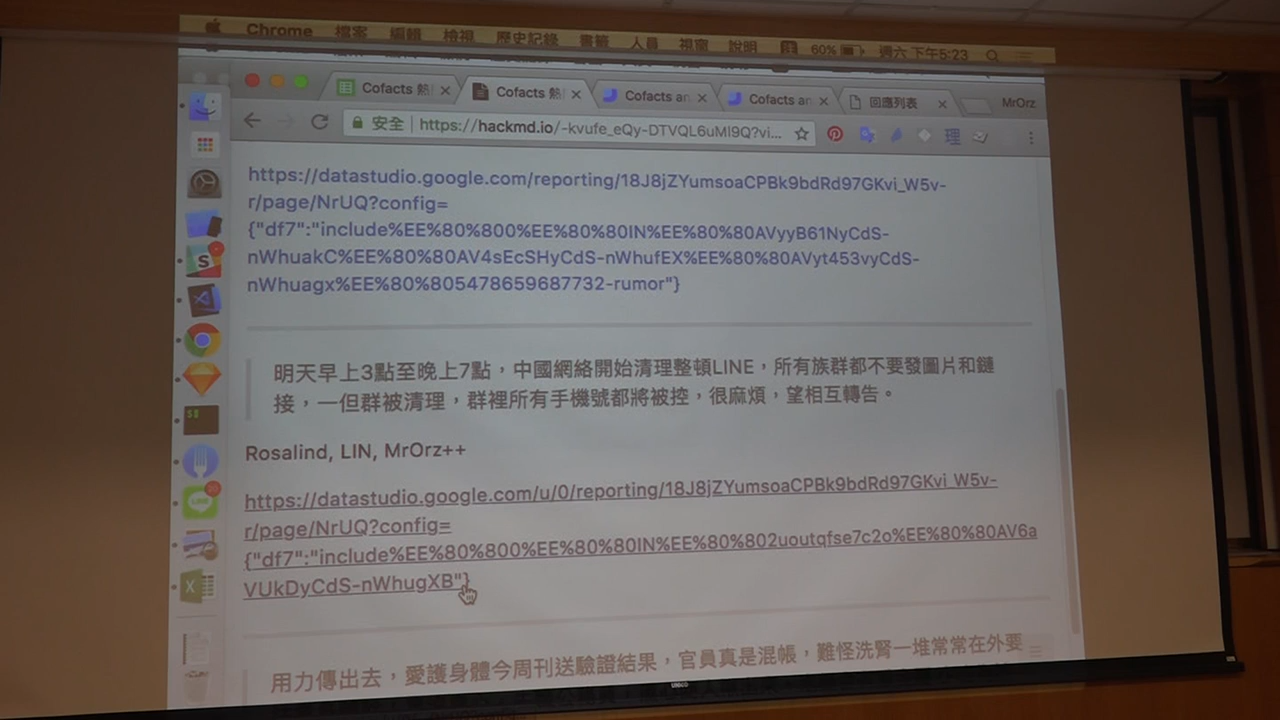 Chrome 檔案 編輯 檢視 歷史記錄 書籤 人員 視窗 說明 60% 週六 下午5:23
Cofacts 熱 Cofacts 熱 Cofacts an Cofacts an 回應列表 MrOrz
安全 https://hackmd.io/-kvufe_eQy-DTVQL6uMl9Q?vi...
https://datastudio.google.com/reporting/18J8jZYumsoaCPBk9bdRd97GKvi_W5v-
r/page/NrUQ?config=
{"df7":"include%EE%80%800%EE%80%80IN%EE%80%80AVyyB61NyCdS-
nWhuakC%EE%80%80AV4sEcSHyCdS-nWhufEX%EE%80%80AVyt453vyCdS-
nWhuagx%EE%80%805478659687732-rumor"}
明天早上3點至晚上7點，中國網絡開始清理整頓LINE，所有族群都不要發圖片和鏈
接，一但群被清理，群裡所有手機號都將被控，很麻煩，望相互轉告。
Rosalind, LIN, MrOrz++
https://datastudio.google.com/u/0/reporting/18J8jZYumsoaCPBk9bdRd97GKvi_W5v-
r/page/NrUQ?config=
{"df7":"include%EE%80%800%EE%80%80IN%EE%80%802uoutqfse7c2o%EE%80%80AV6a
VUkDyCdS-nWhugXB"}
用力傳出去，愛護身體今周刊送驗證結果，官員真是混帳，難怪洗腎一堆常常在外要